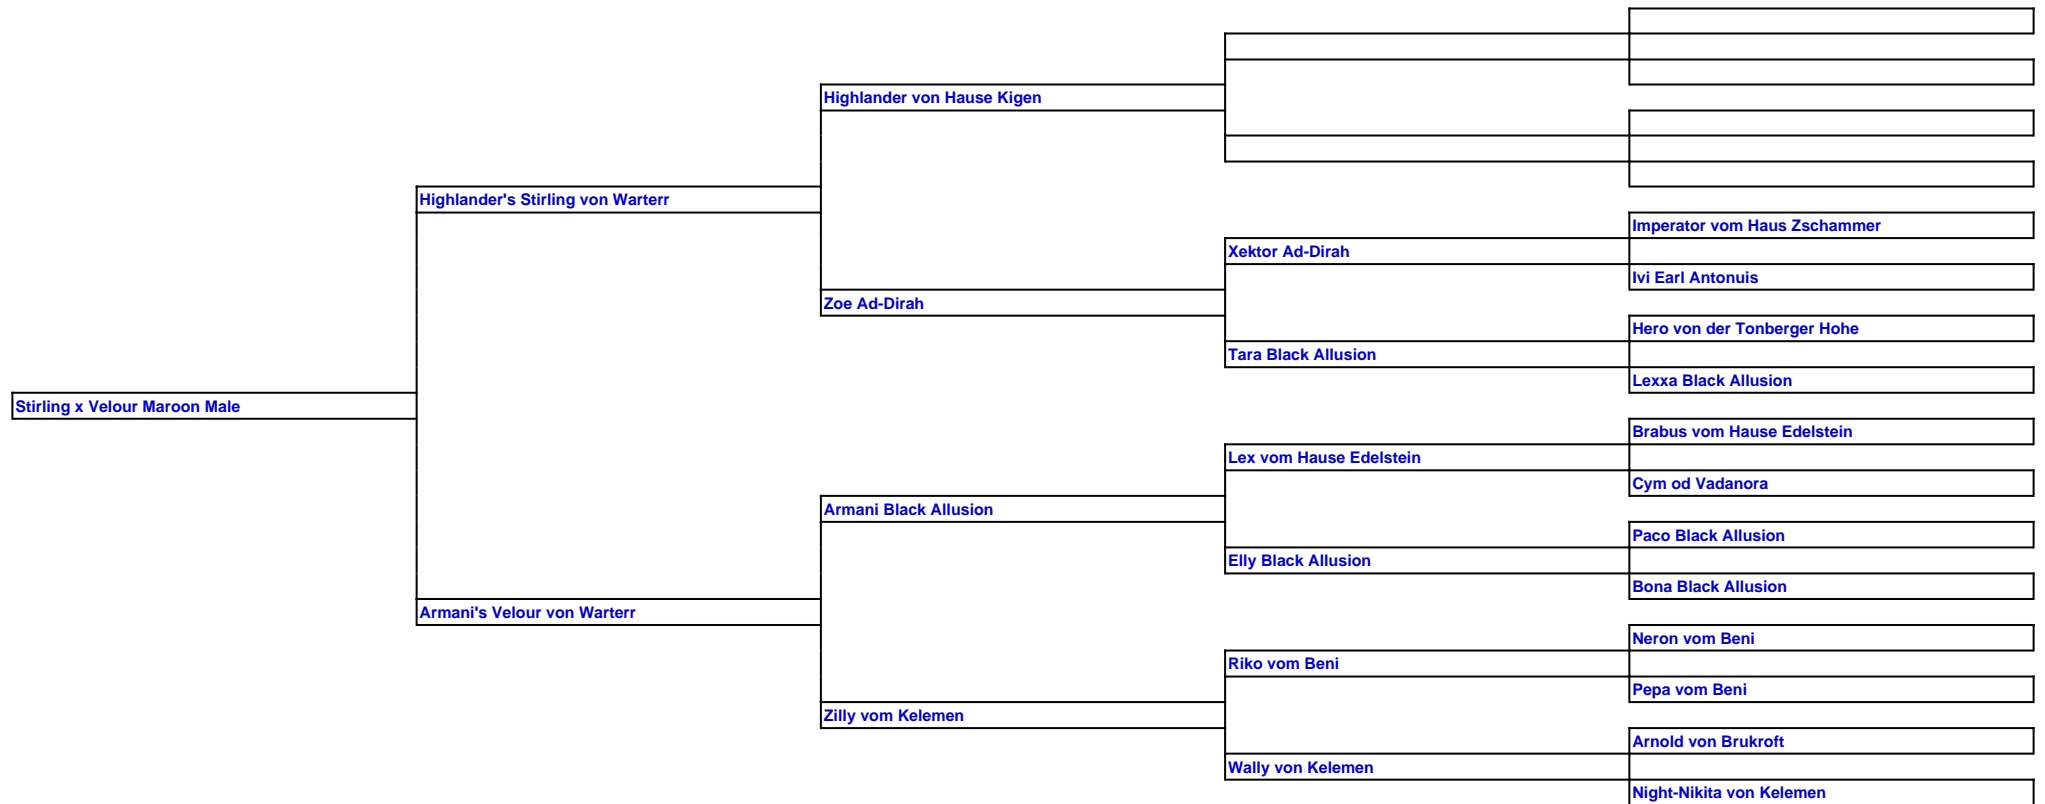 Highlander von Hause Kigen
Highlander's Stirling von Warterr
Imperator vom Haus Zschammer
Xektor Ad-Dirah
Ivi Earl Antonuis
Zoe Ad-Dirah
Hero von der Tonberger Hohe
Tara Black Allusion
Lexxa Black Allusion
Stirling x Velour Maroon Male
Brabus vom Hause Edelstein
Lex vom Hause Edelstein
Cym od Vadanora
Armani Black Allusion
Paco Black Allusion
Elly Black Allusion
Bona Black Allusion
Armani's Velour von Warterr
Neron vom Beni
Riko vom Beni
Pepa vom Beni
Zilly vom Kelemen
Arnold von Brukroft
Wally von Kelemen
Night-Nikita von Kelemen